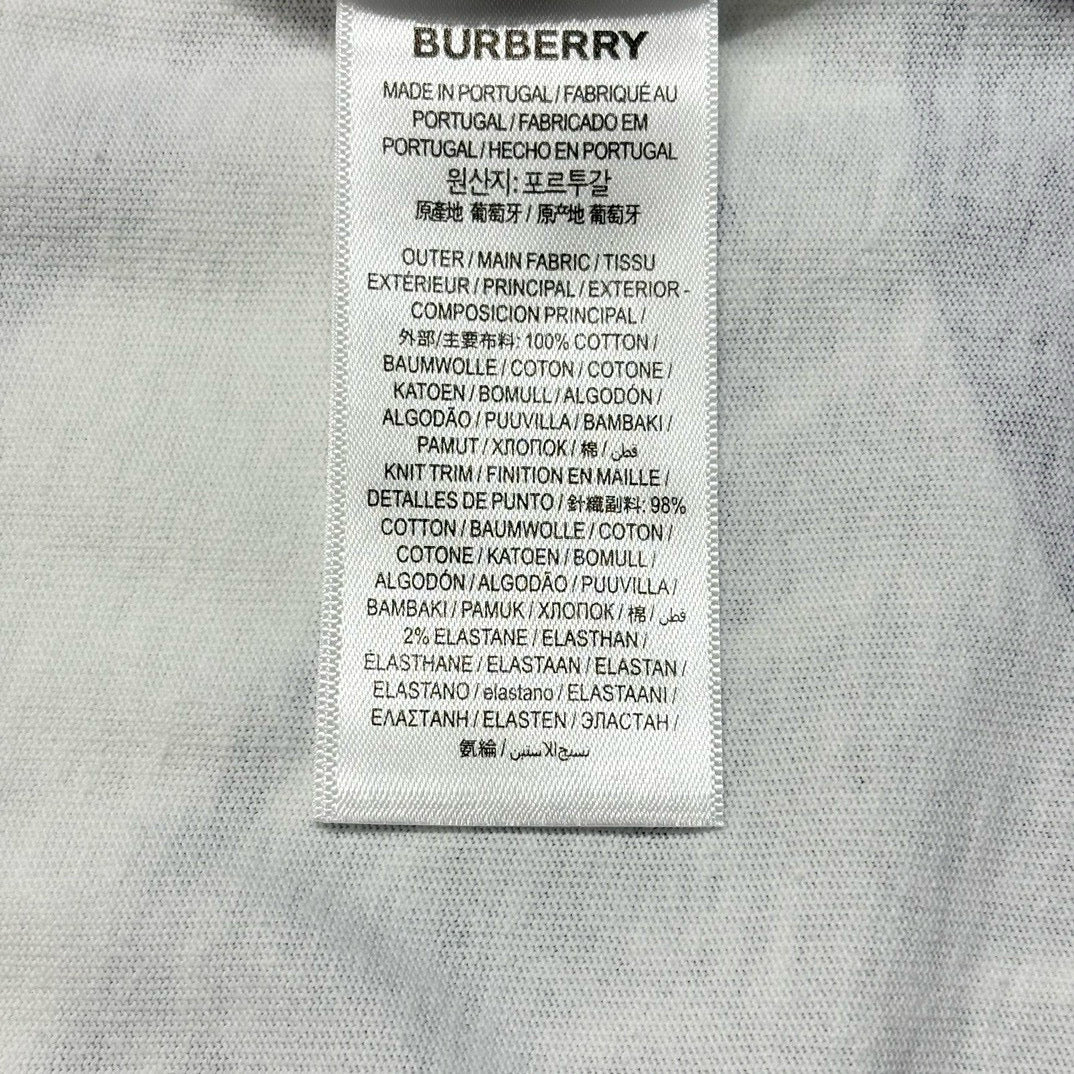 BURBERRY
MADE IN PORTUGAL / FABRIQUÉ AU
PORTUGAL / FABRICADO EM
PORTUGAL / HECHO EN PORTUGAL
원산지: 포르투갈
原產地 葡萄牙 / 原产地 葡萄牙
OUTER / MAIN FABRIC / TISSU
EXTÉRIEUR / PRINCIPAL / EXTERIOR -
COMPOSICION PRINCIPAL /
外部/主要布料: 100% COTTON /
BAUMWOLLE / COTON / COTONE /
KATOEN / BOMULL / ALGODÓN /
ALGODÃO / PUUVILLA / BAMBAKI /
PAMUT / ХЛОПОК / 棉 / قطن
KNIT TRIM / FINITION EN MAILLE /
DETALLES DE PUNTO / 針織副料: 98%
COTTON / BAUMWOLLE / COTON /
COTONE / KATOEN / BOMULL /
ALGODÓN / ALGODÃO / PUUVILLA /
BAMBAKI / PAMUK / ХЛОПОК / 棉 / قطن
2% ELASTANE / ELASTHAN /
ÉLASTHANE / ELASTAAN / ELASTAN /
ELASTANO / elastano / ELASTAANI /
ΕΛΑΣΤΑΝΗ / ELASTEN / ЭЛАСТАН /
氨綸 / نسيج الاستين